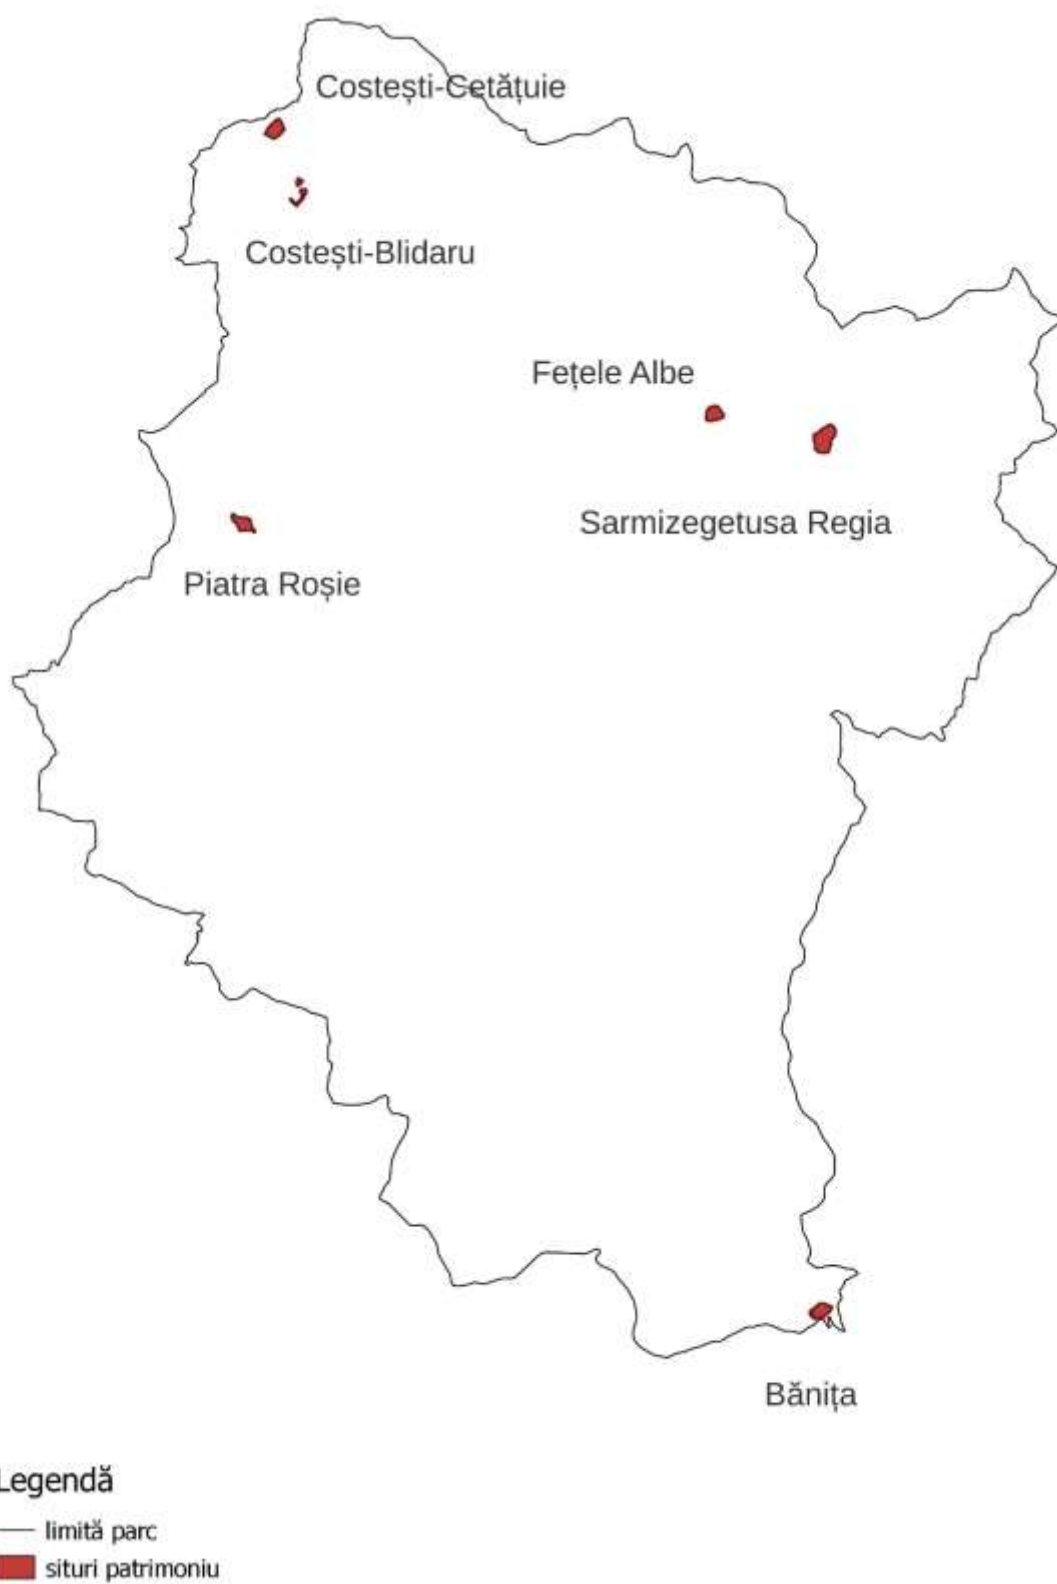 Costești-Cetățuie
Costești-Blidaru
Fețele Albe
Sarmizegetusa Regia
Piatra Roșie
Bănița
Legendă
limită parc
situri patrimoniu